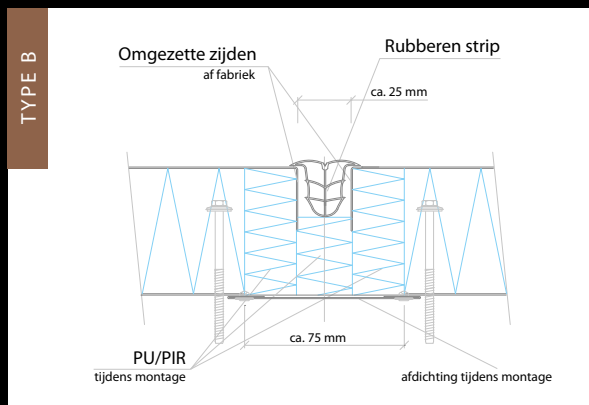 TYPE B
Omgezette zijden
af fabriek
Rubberen strip
ca. 25 mm
ca. 75 mm
PU/PIR
tijdens montage
afdichting tijdens montage